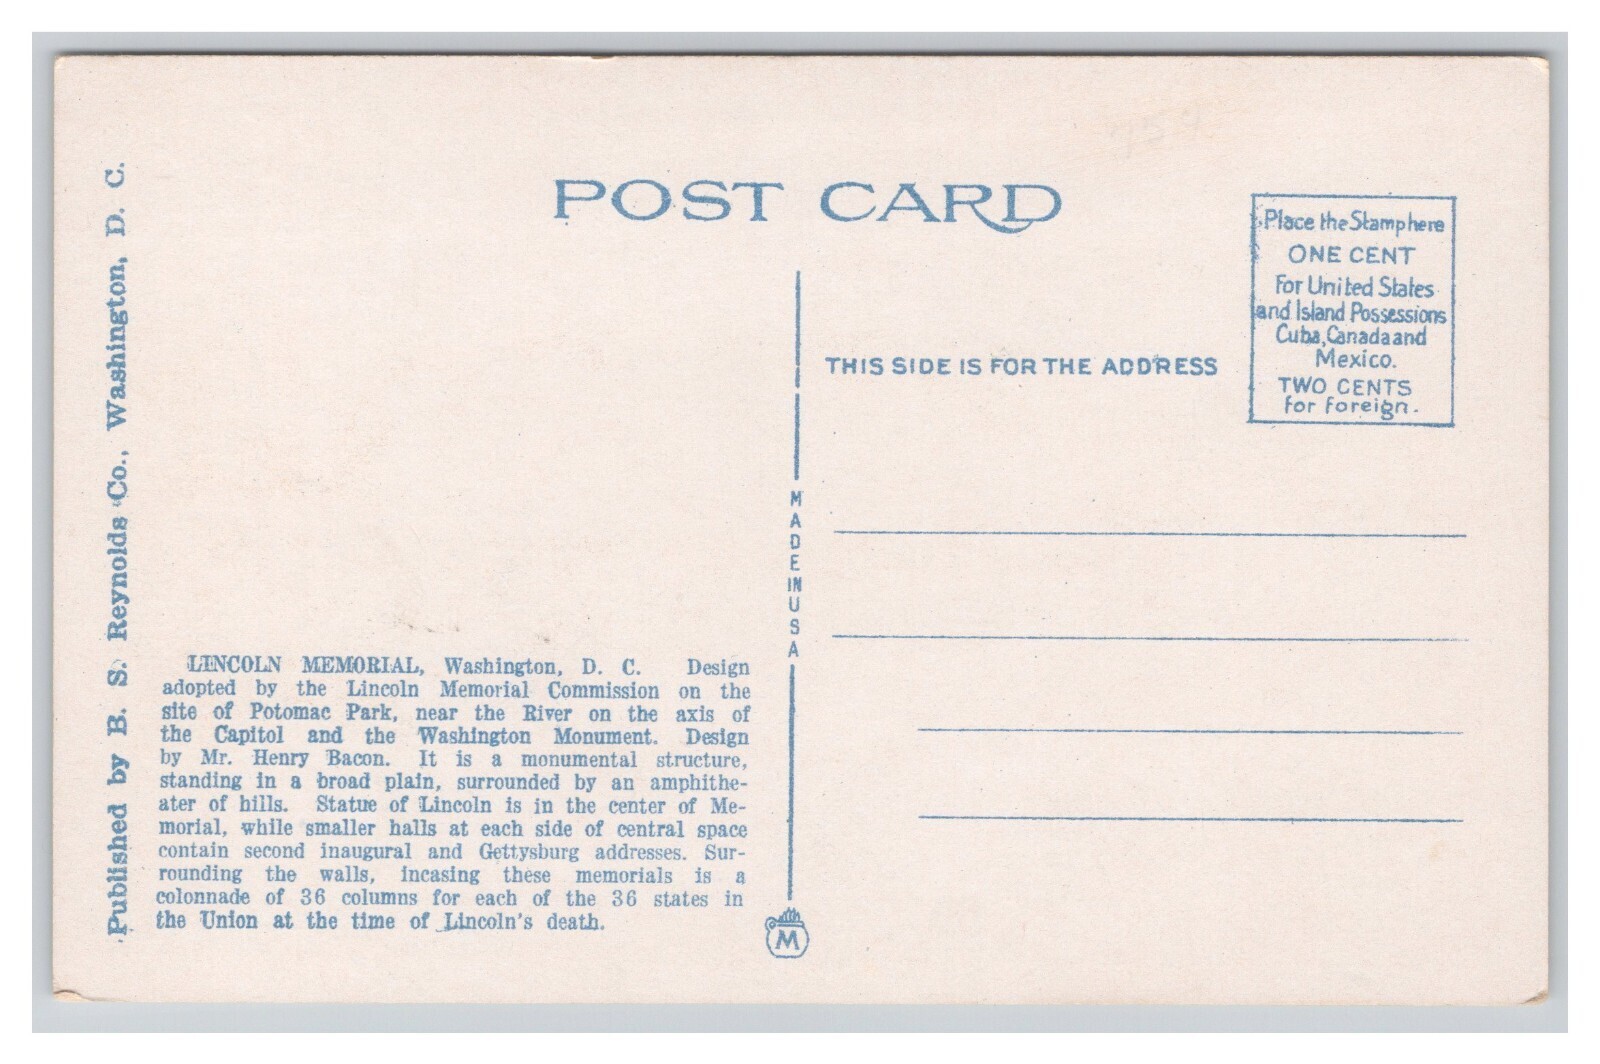 POST CARD
Place the Stamp here
ONE CENT
For United States
and Island Possessions
Cuba, Canada and
Mexico.
TWO CENTS
for foreign.
THIS SIDE IS FOR THE ADDRESS
Published by B. S. Reynolds Co., Washington, D. C.
MADE IN USA
LINCOLN MEMORIAL, Washington, D. C. Design
adopted by the Lincoln Memorial Commission on the
site of Potomac Park, near the River on the axis of
the Capitol and the Washington Monument. Design
by Mr. Henry Bacon. It is a monumental structure,
standing in a broad plain, surrounded by an amphithe-
ater of hills. Statue of Lincoln is in the center of Me-
morial, while smaller halls at each side of central space
contain second inaugural and Gettysburg addresses. Sur-
rounding the walls, incasing these memorials is a
colonnade of 36 columns for each of the 36 states in
the Union at the time of Lincoln's death.
M